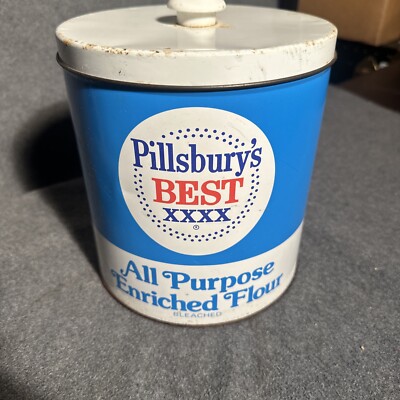 Pillsbury's
BEST
XXXX
®
All Purpose
Enriched Flour
BLEACHED